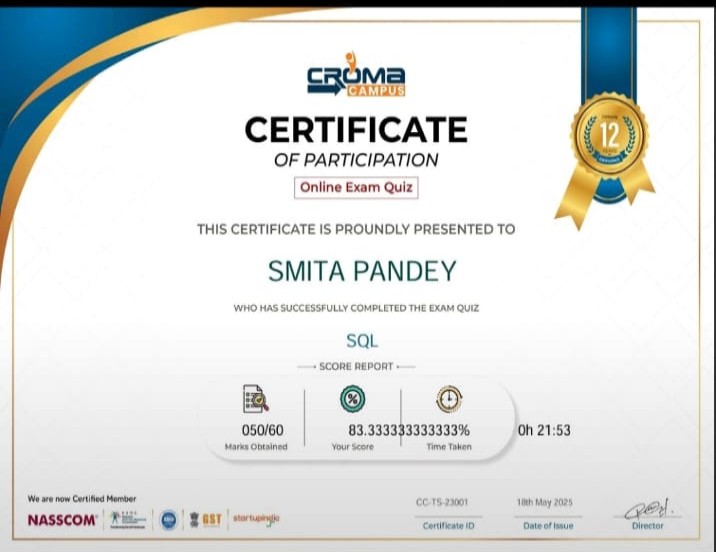 CROMA
CAMPUS
CERTIFICATE
OF PARTICIPATION
Online Exam Quiz
12
THIS CERTIFICATE IS PROUNDLY PRESENTED TO
SMITA PANDEY
WHO HAS SUCCESSFULLY COMPLETED THE EXAM QUIZ
SQL
SCORE REPORT
050/60
83.333333333333%
0h 21:53
Marks Obtained
Your Score
Time Taken
We are now Certified Member
NASSCOM
GST
startupindia
CC-TS-23001
18th May 2025
Certificate ID
Date of Issue
Director